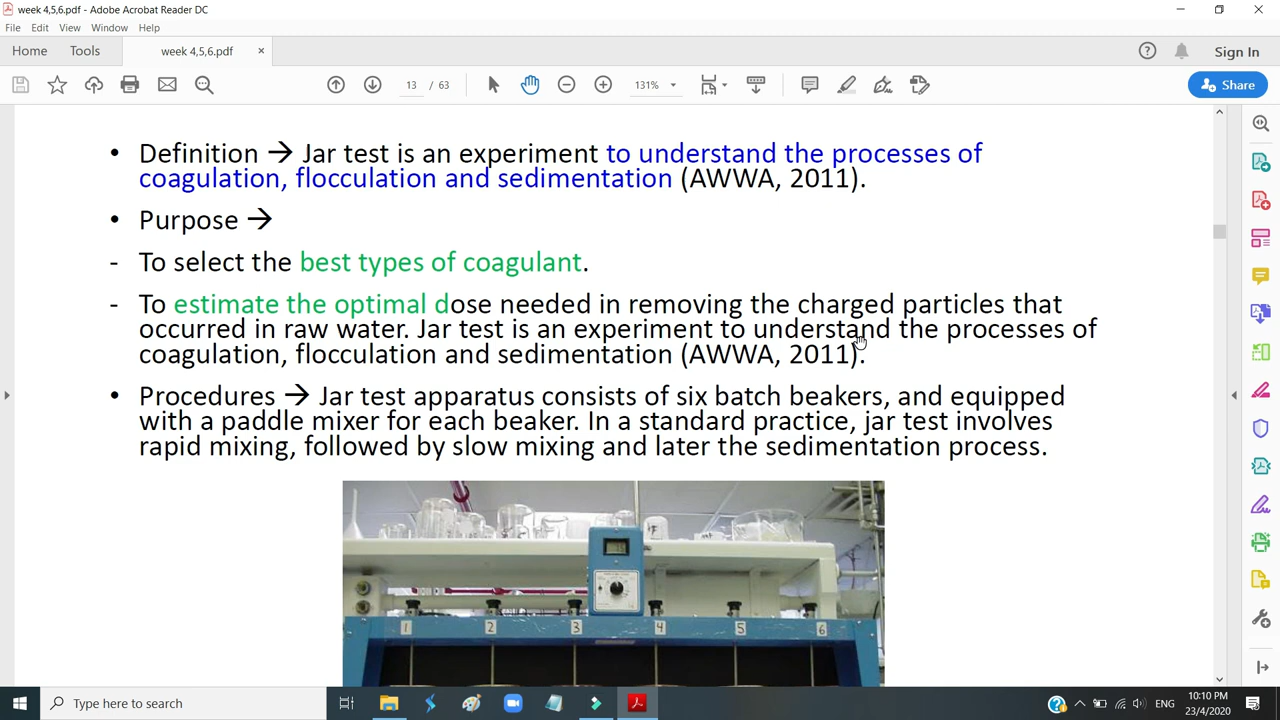 week 4,5,6.pdf - Adobe Acrobat Reader DC
File Edit View Window Help
Home Tools week 4,5,6.pdf × Sign In
13 / 63 131% Share
• Definition → Jar test is an experiment to understand the processes of
coagulation, flocculation and sedimentation (AWWA, 2011).
• Purpose →
- To select the best types of coagulant.
- To estimate the optimal dose needed in removing the charged particles that
occurred in raw water. Jar test is an experiment to understand the processes of
coagulation, flocculation and sedimentation (AWWA, 2011).
• Procedures → Jar test apparatus consists of six batch beakers, and equipped
with a paddle mixer for each beaker. In a standard practice, jar test involves
rapid mixing, followed by slow mixing and later the sedimentation process.
1 2 3 4 5 6
Type here to search ENG 10:10 PM
23/4/2020